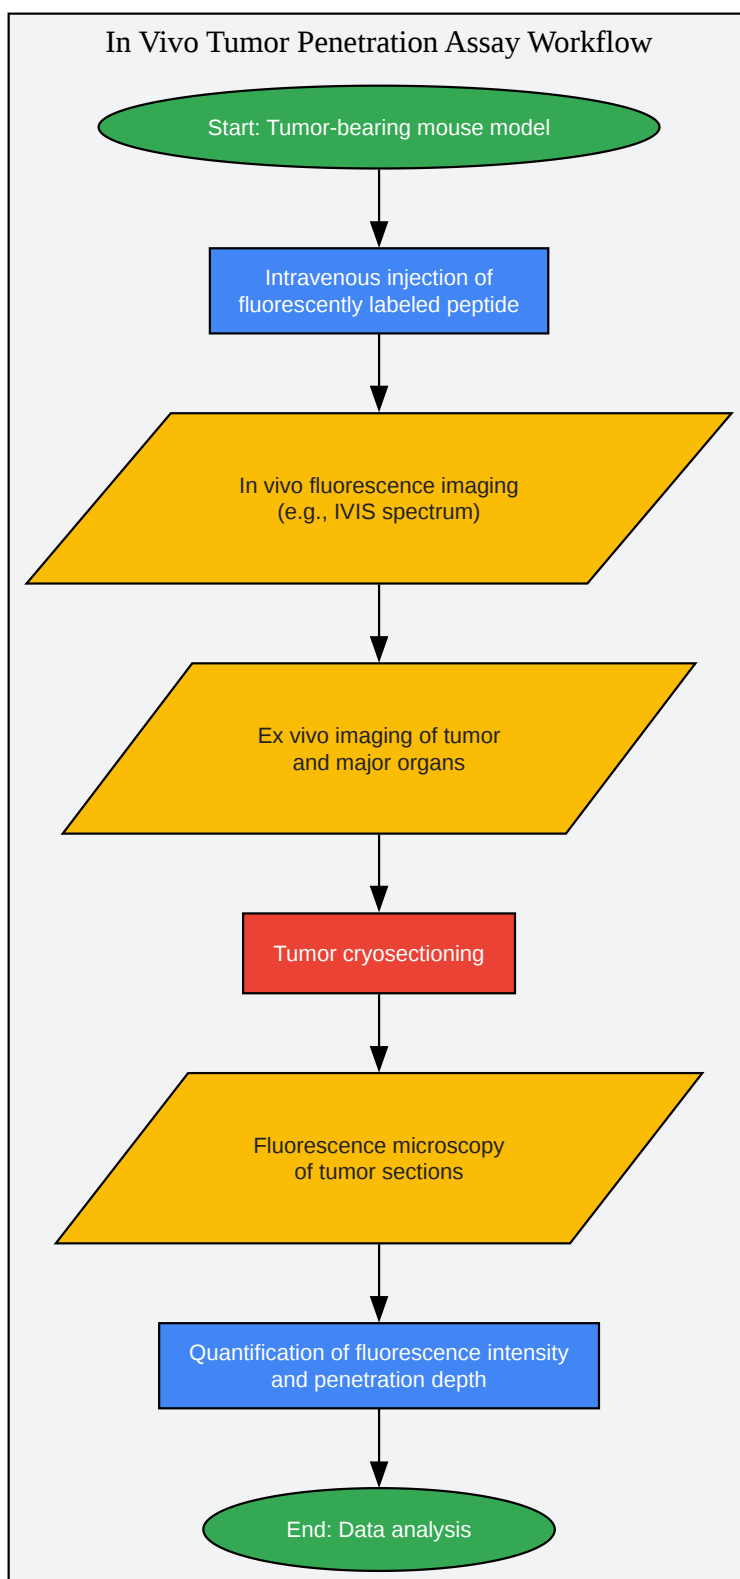 In Vivo Tumor Penetration Assay Workflow
Start: Tumor-bearing mouse model
Intravenous injection of
fluorescently labeled peptide
In vivo fluorescence imaging
(e.g., IVIS spectrum)
Ex vivo imaging of tumor
and major organs
Tumor cryosectioning
Fluorescence microscopy
of tumor sections
Quantification of fluorescence intensity
and penetration depth
End: Data analysis